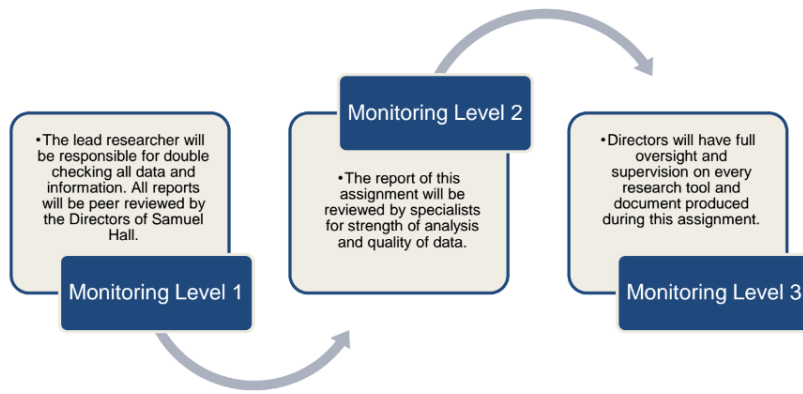 •The lead researcher will
be responsible for double
checking all data and
information. All reports
will be peer reviewed by
the Directors of Samuel
Hall.
Monitoring Level 1
Monitoring Level 2
•The report of this
assignment will be
reviewed by specialists
for strength of analysis
and quality of data.
•Directors will have full
oversight and
supervision on every
research tool and
document produced
during this assignment.
Monitoring Level 3